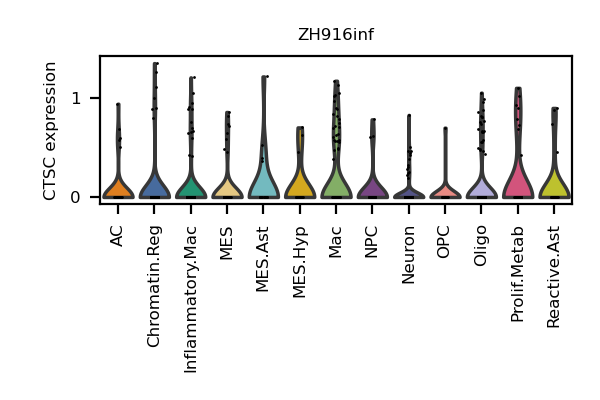 ZH916inf
CTSC expression
1
0
AC
Chromatin.Reg
Inflammatory.Mac
MES
MES.Ast
MES.Hyp
Mac
NPC
Neuron
OPC
Oligo
Prolif.Metab
Reactive.Ast